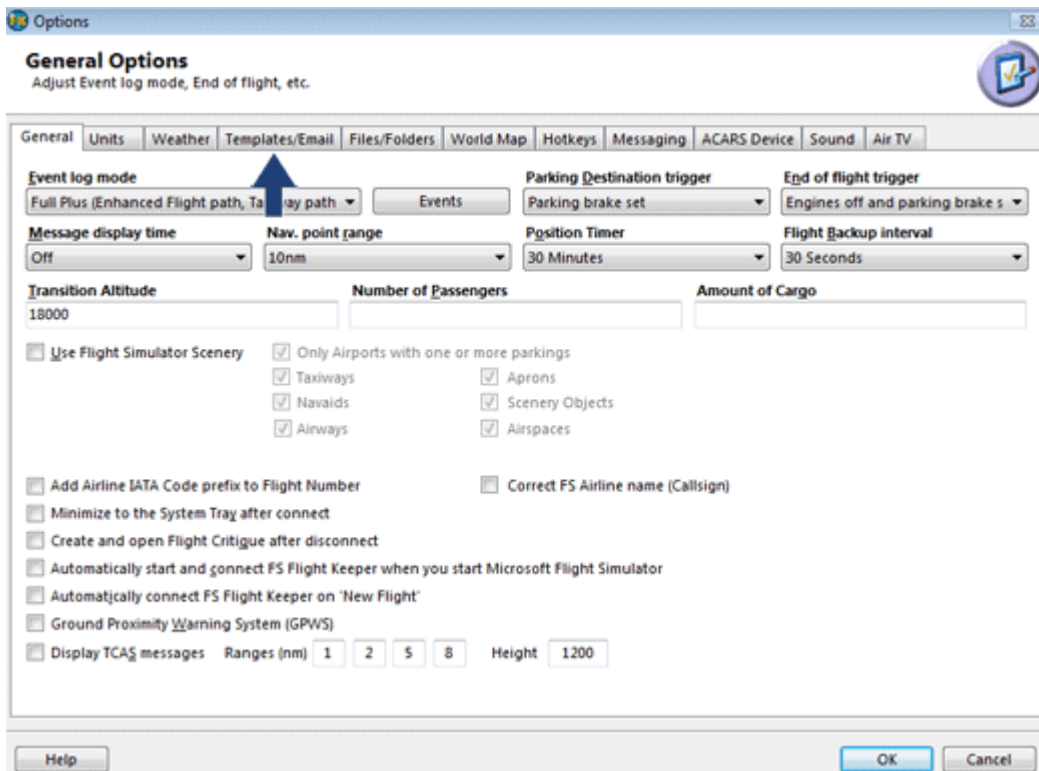 Options
General Options
Adjust Event log mode, End of flight, etc.
General Units Weather Templates/Email Files/Folders World Map Hotkeys Messaging ACARS Device Sound Air TV
Event log mode Parking Destination trigger End of flight trigger
Full Plus (Enhanced Flight path, Ta way path Events Parking brake set Engines off and parking brake s
Message display time Nav. point range Position Timer Flight Backup interval
Off 10nm 30 Minutes 30 Seconds
Transition Altitude Number of Passengers Amount of Cargo
18000
Use Flight Simulator Scenery Only Airports with one or more parkings
Taxiways Aprons
Navaids Scenery Objects
Airways Airspaces
Add Airline IATA Code prefix to Flight Number Correct FS Airline name (Callsign)
Minimize to the System Tray after connect
Create and open Flight Critique after disconnect
Automatically start and connect FS Flight Keeper when you start Microsoft Flight Simulator
Automatically connect FS Flight Keeper on 'New Flight'
Ground Proximity Warning System (GPWS)
Display TCAS messages Ranges (nm) 1 2 5 8 Height 1200
Help OK Cancel